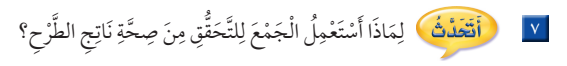 ٧ أَتَحَدَّثُ لِمَاذَا أَسْتَعْمِلُ الْجَمْعَ لِلتَّحَقُّقِ مِنَ صِحَّةِ نَاتِجِ الطَّرْحِ؟